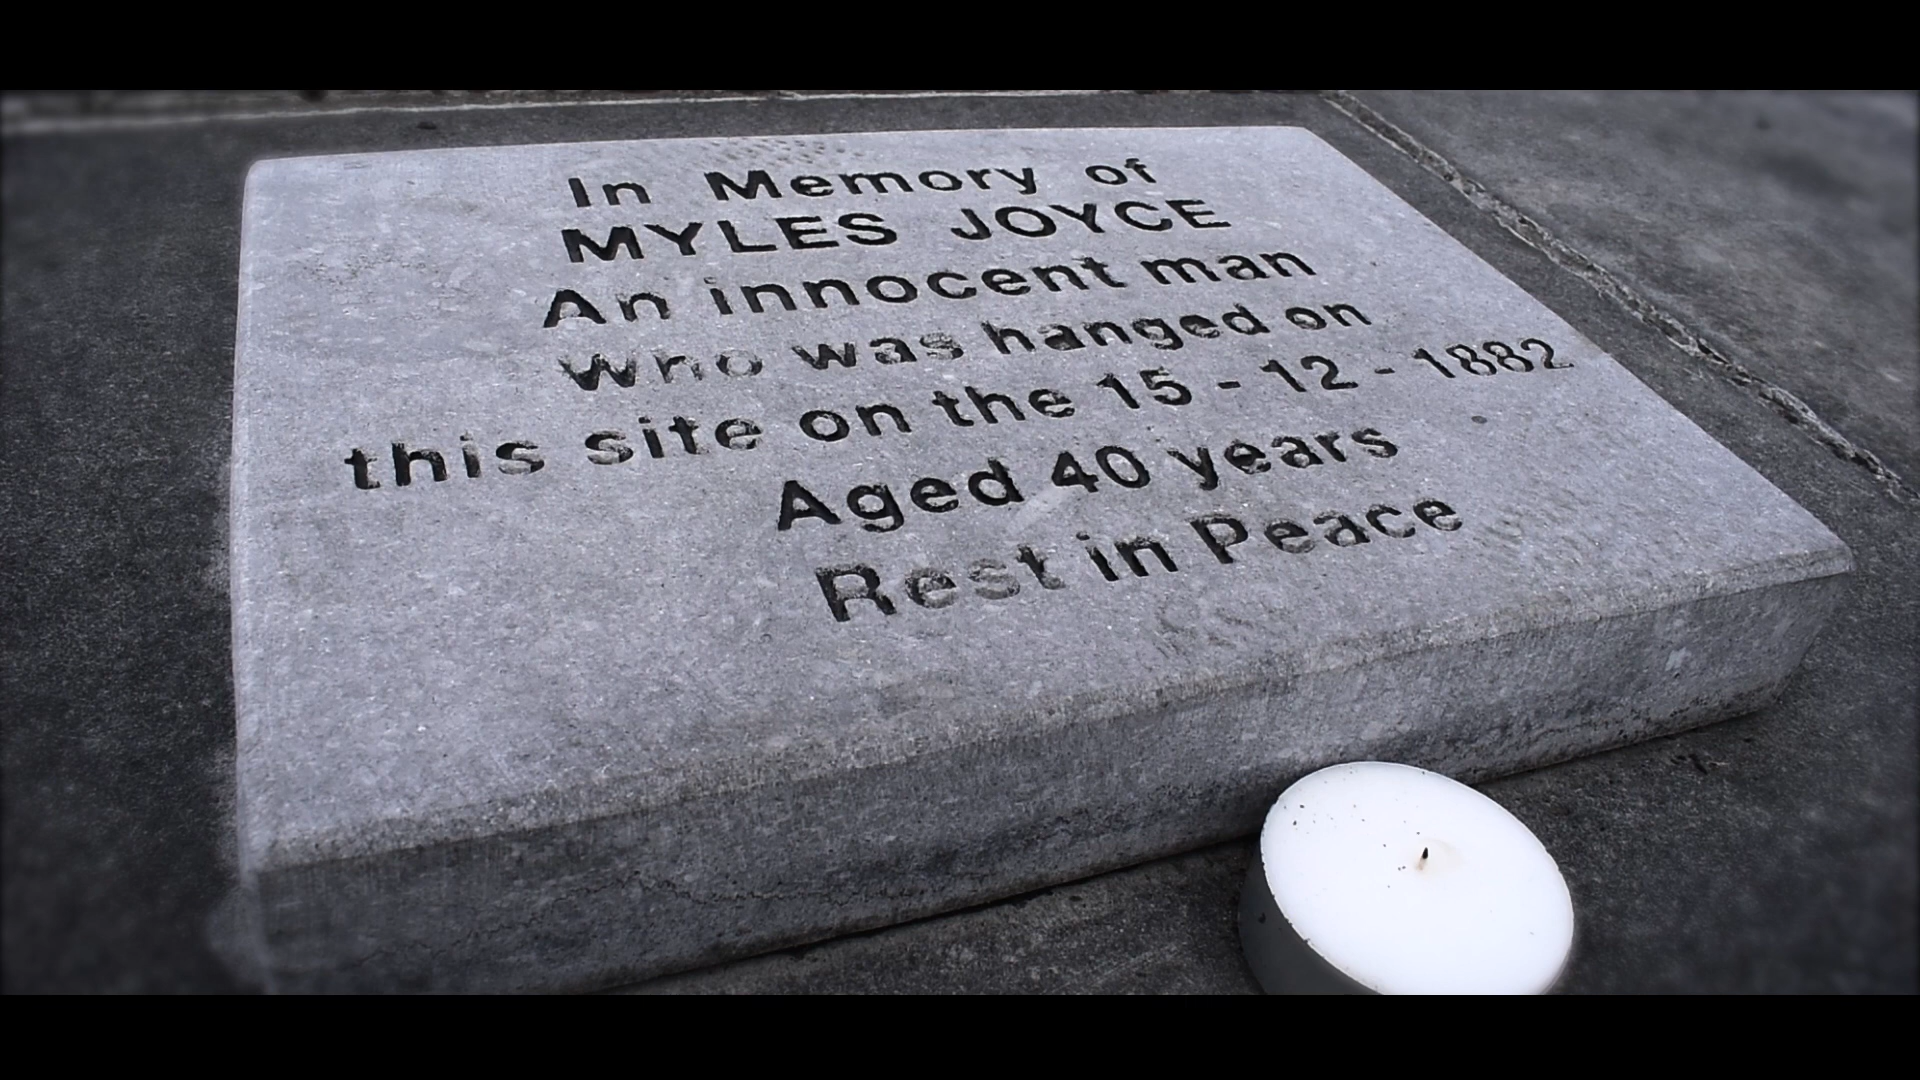 In Memory of
MYLES JOYCE
An innocent man
Who was hanged on
this site on the 15 - 12 - 1882
Aged 40 years
Rest in Peace